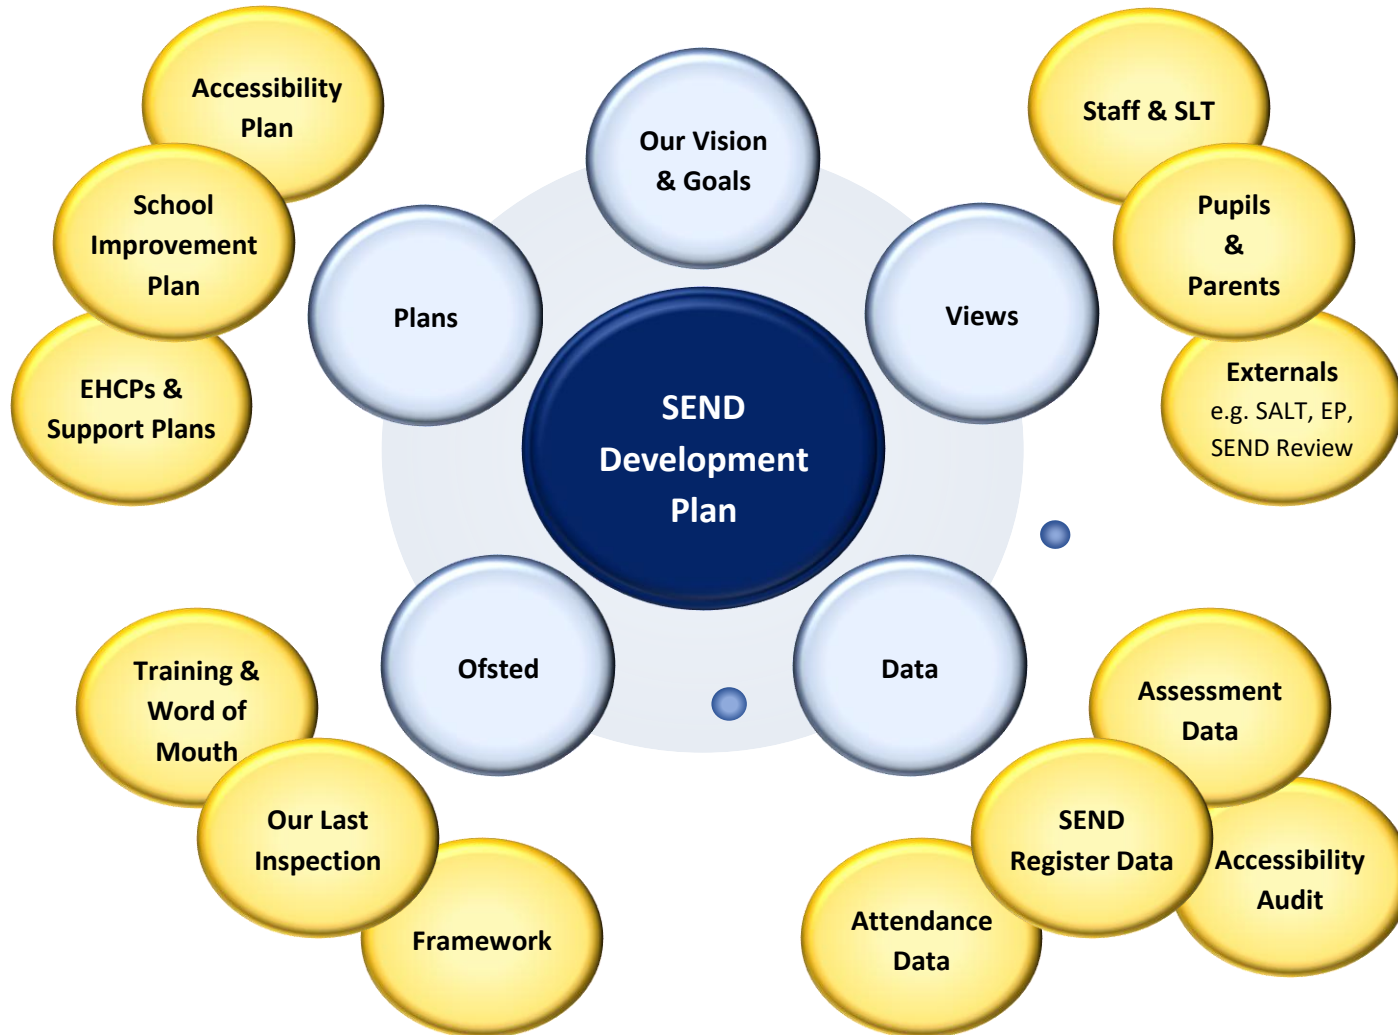 Accessibility
Plan
School
Improvement
Plan
EHCPs &
Support Plans
Our Vision
& Goals
Plans
Views
SEND
Development
Plan
Staff & SLT
Pupils
&
Parents
Externals
e.g. SALT, EP,
SEND Review
Ofsted
Data
Training &
Word of
Mouth
Our Last
Inspection
Framework
Assessment
Data
SEND
Register Data
Accessibility
Audit
Attendance
Data